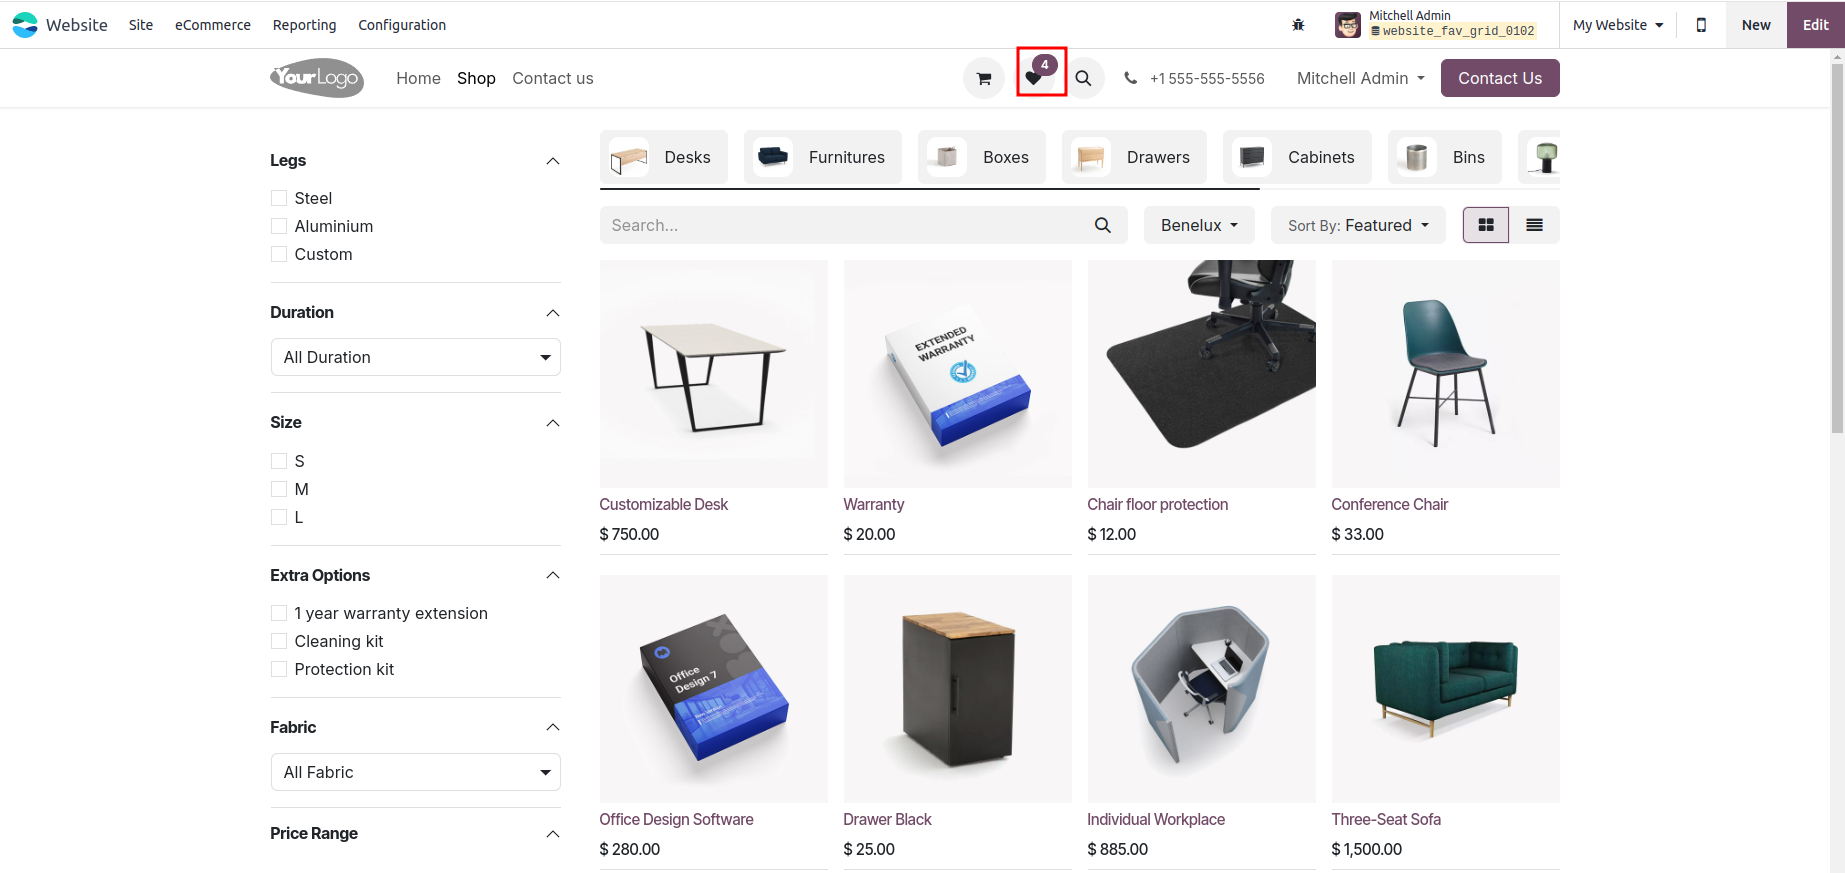 Website Site eCommerce Reporting Configuration
Mitchell Admin
website_fav_grid_0102
My Website
New
Edit
YourLogo Home Shop Contact us
4
+1 555-555-5556 Mitchell Admin Contact Us
Desks Furnitures Boxes Drawers Cabinets Bins
Search...
Benelux
Sort By: Featured
Legs
Steel
Aluminium
Custom
Duration
All Duration
Size
S
M
L
Extra Options
1 year warranty extension
Cleaning kit
Protection kit
Fabric
All Fabric
Price Range
EXTENDED
WARRANTY
Customizable Desk
$ 750.00
Warranty
$ 20.00
Chair floor protection
$ 12.00
Conference Chair
$ 33.00
Office
Design 7
Office Design Software
$ 280.00
Drawer Black
$ 25.00
Individual Workplace
$ 885.00
Three-Seat Sofa
$ 1,500.00